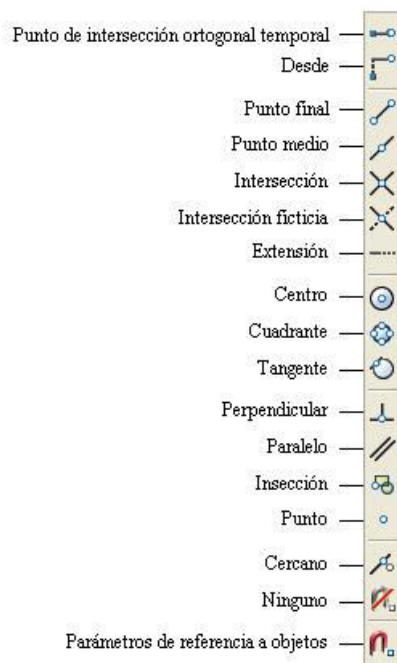 Punto de intersección ortogonal temporal
Desde
Punto final
Punto medio
Intersección
Intersección ficticia
Extensión
Centro
Cuadrante
Tangente
Perpendicular
Paralelo
Insección
Punto
Cercano
Ninguno
Parámetros de referencia a objetos